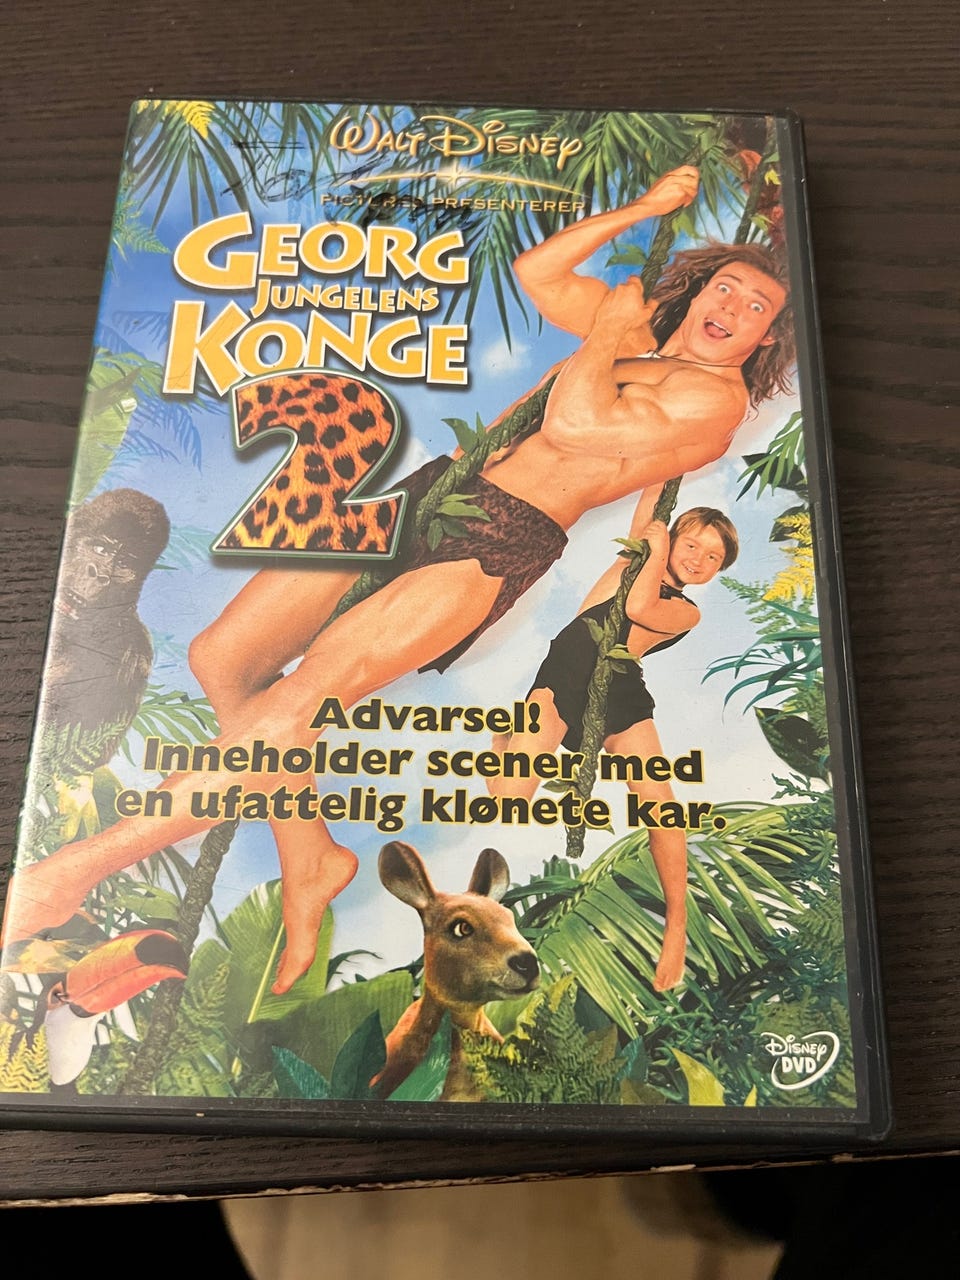 WALT DISNEY
PICTURES PRESENTERER
GEORG
JUNGELENS
KONGE
2
Advarsel!
Inneholder scener med
en ufattelig klønete kar.
DISNEY
DVD